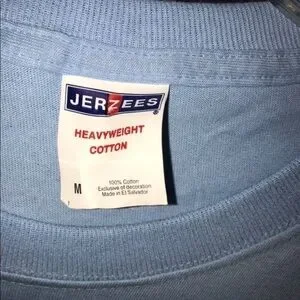 JERZEES®
HEAVYWEIGHT
COTTON
M
100% Cotton
Exclusive of decoration
Made in El Salvador